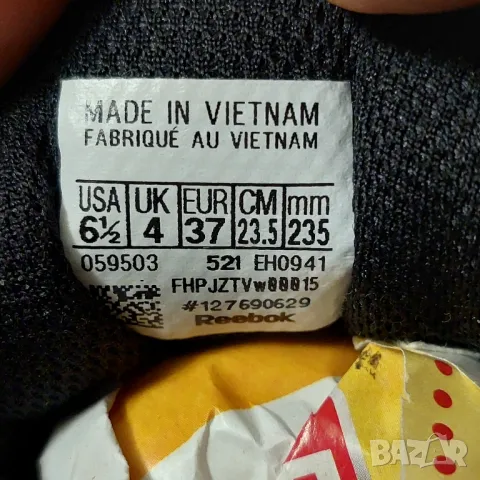 MADE IN VIETNAM
FABRIQUÉ AU VIETNAM
USA UK EUR CM mm
6½ 4 37 23.5 235
059503 521 EH0941
FHPJZTVw00015
#127690629
Reebok
BAZAR